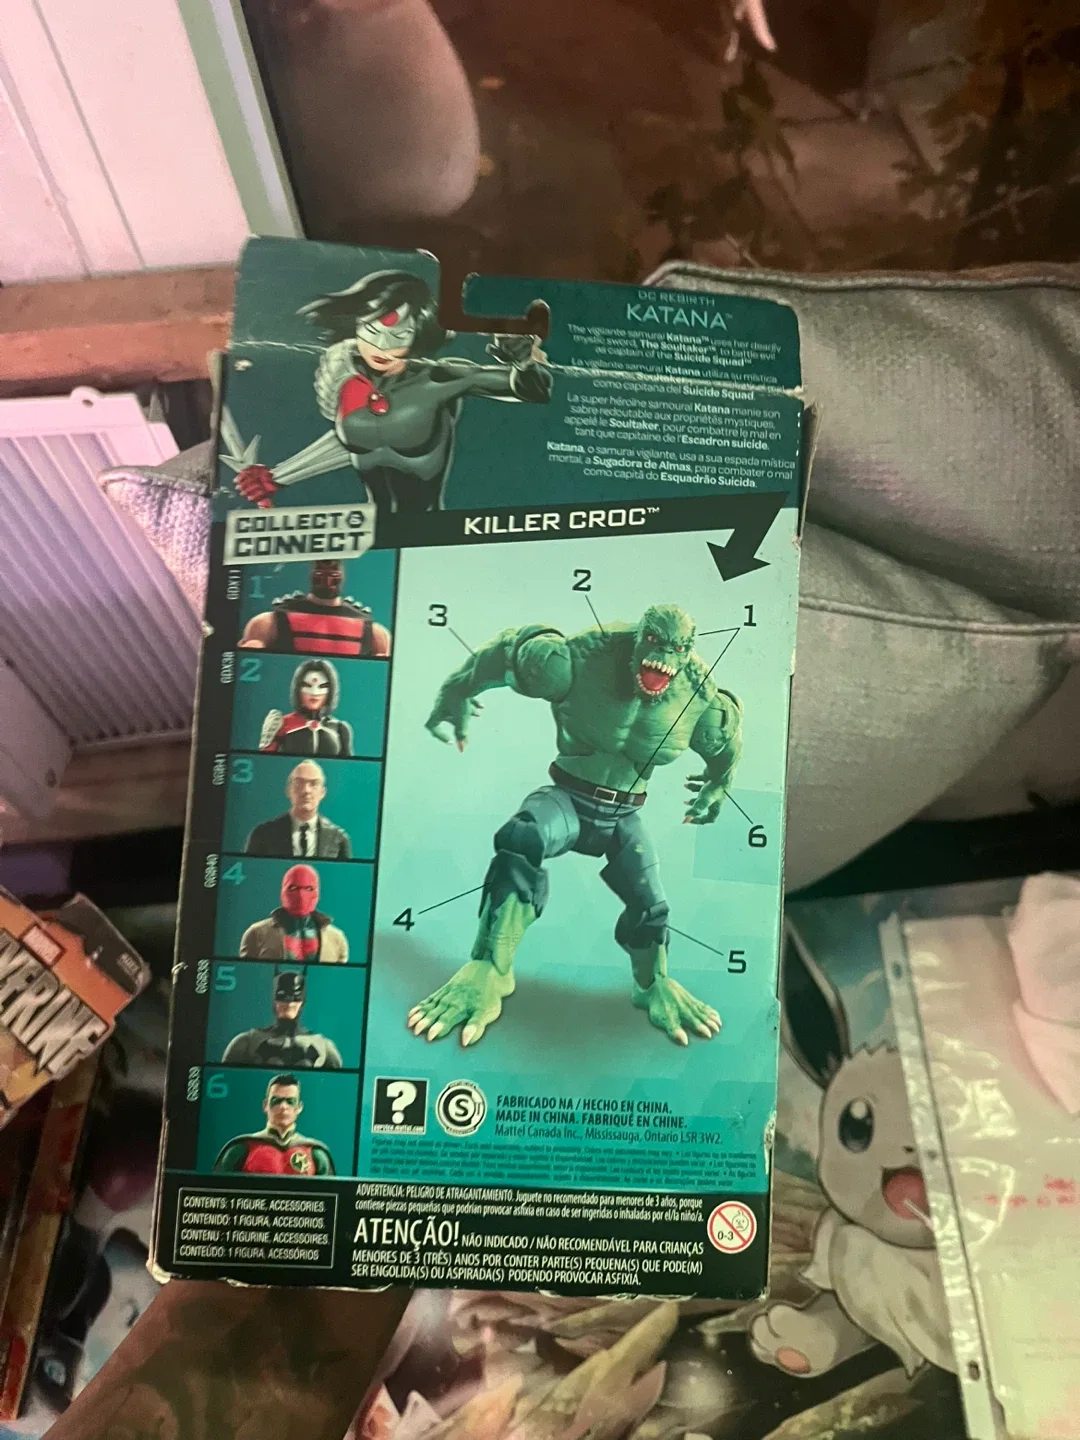 DC REBIRTH
KATANA™
The vigilante samurai Katana™ uses her deadly
mystic sword, The Soultaker™, to battle evil
as captain of the Suicide Squad™
La vigilante samurai Katana utiliza su mística
Soultaker
como capitana del Suicide Squad.
La super héroïne samouraï Katana manie son
sabre redoutable aux propriétés mystiques,
appelé le Soultaker, pour combattre le mal en
tant que capitaine de l'Escadron suicide.
Katana, o samurai vigilante, usa a sua espada mística
mortal, a Sugadora de Almas, para combater o mal
como capitã do Esquadrão Suicida.
COLLECT &
CONNECT
KILLER CROC™
1
2
3
4
5
6
2
3
1
6
4
5
?
service.mattel.com
S
FABRICADO NA / HECHO EN CHINA.
MADE IN CHINA. FABRIQUÉ EN CHINE.
Mattel Canada Inc., Mississauga, Ontario L5R 3W2.
CONTENTS: 1 FIGURE, ACCESSORIES.
CONTENIDO: 1 FIGURA, ACCESORIOS.
CONTENU : 1 FIGURINE, ACCESSOIRES.
CONTEÚDO: 1 FIGURA, ACESSÓRIOS
ADVERTENCIA: PELIGRO DE ATRAGANTAMIENTO. Juguete no recomendado para menores de 3 años, porque
contiene piezas pequeñas que podrían provocar asfixia en caso de ser ingeridas o inhaladas por el/la niño/a.
ATENÇÃO! NÃO INDICADO / NÃO RECOMENDÁVEL PARA CRIANÇAS
MENORES DE 3 (TRÊS) ANOS POR CONTER PARTE(S) PEQUENA(S) QUE PODE(M)
SER ENGOLIDA(S) OU ASPIRADA(S) PODENDO PROVOCAR ASFIXIA.
0-3
MARVEL